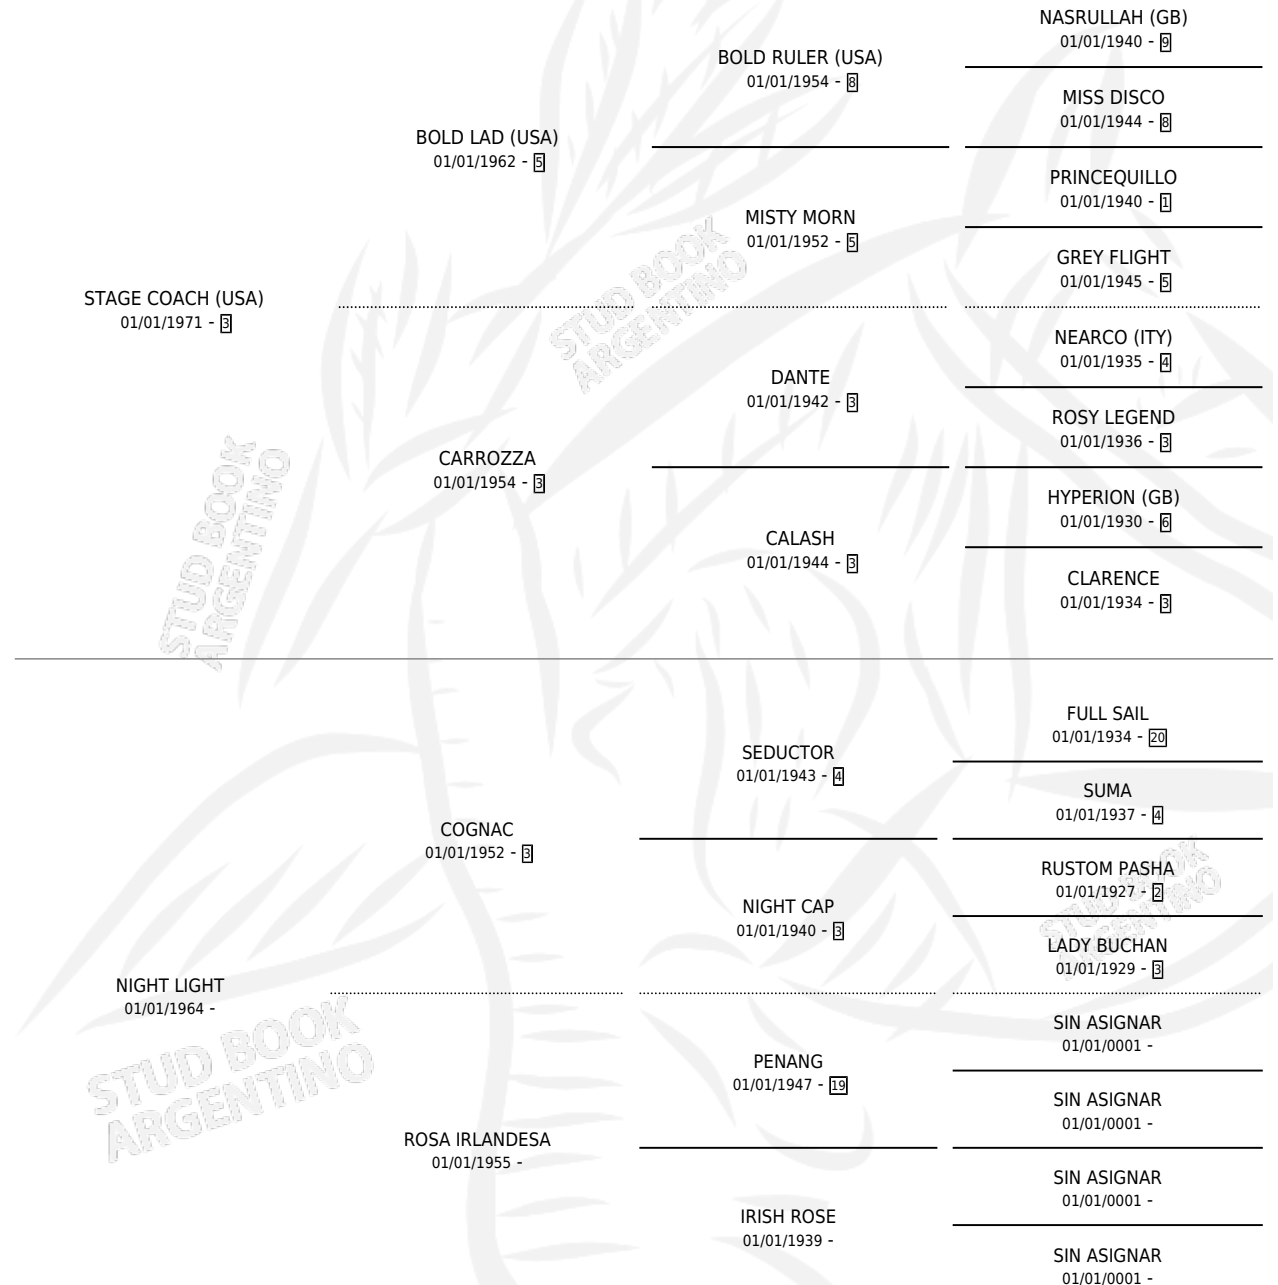 NASRULLAH (GB)
01/01/1940 - 9
BOLD RULER (USA)
01/01/1954 - 8
MISS DISCO
01/01/1944 - 8
BOLD LAD (USA)
01/01/1962 - 5
PRINCEQUILLO
01/01/1940 - 1
MISTY MORN
01/01/1952 - 5
GREY FLIGHT
01/01/1945 - 5
STAGE COACH (USA)
01/01/1971 - 3
NEARCO (ITY)
01/01/1935 - 4
DANTE
01/01/1942 - 3
ROSY LEGEND
01/01/1936 - 3
CARROZZA
01/01/1954 - 3
HYPERION (GB)
01/01/1930 - 6
CALASH
01/01/1944 - 3
CLARENCE
01/01/1934 - 3
FULL SAIL
01/01/1934 - 20
SEDUCTOR
01/01/1943 - 4
SUMA
01/01/1937 - 4
COGNAC
01/01/1952 - 3
RUSTOM PASHA
01/01/1927 - 2
NIGHT CAP
01/01/1940 - 3
LADY BUCHAN
01/01/1929 - 3
NIGHT LIGHT
01/01/1964 -
SIN ASIGNAR
01/01/0001 -
PENANG
01/01/1947 - 19
SIN ASIGNAR
01/01/0001 -
ROSA IRLANDESA
01/01/1955 -
SIN ASIGNAR
01/01/0001 -
IRISH ROSE
01/01/1939 -
SIN ASIGNAR
01/01/0001 -
STUD BOOK
ARGENTINO
STUD BOOK
ARGENTINO
STUD BOOK
ARGENTINO
STUD BOOK
ARGENTINO